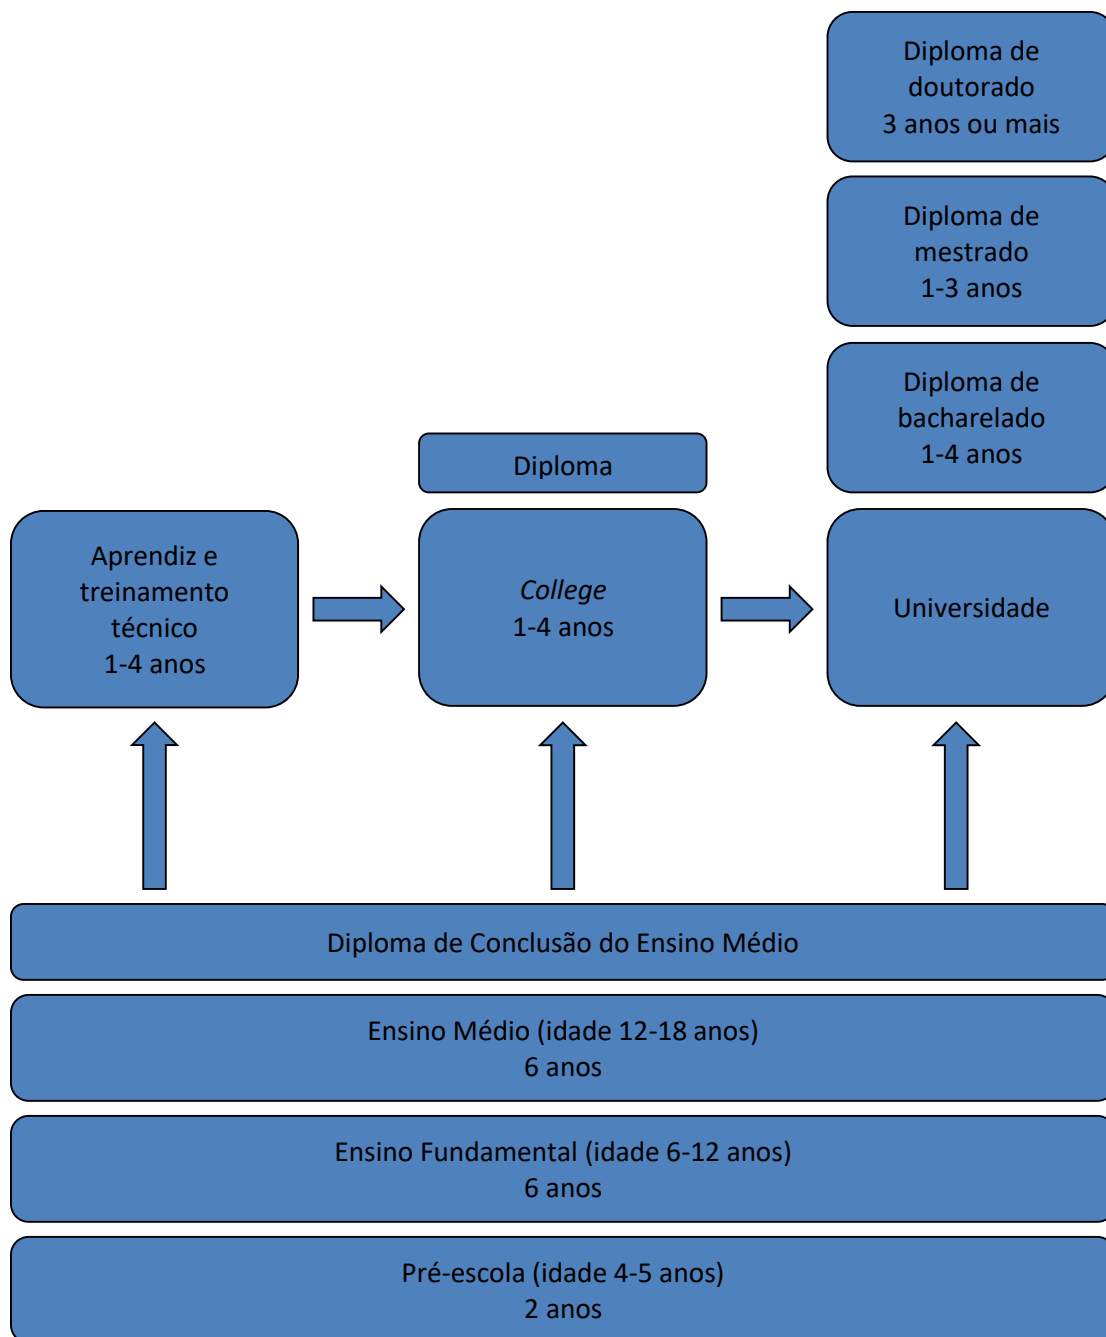 Diploma de
doutorado
3 anos ou mais
Diploma de
mestrado
1-3 anos
Diploma de
bacharelado
1-4 anos
Diploma
Aprendiz e
treinamento
técnico
1-4 anos
College
1-4 anos
Universidade
Diploma de Conclusão do Ensino Médio
Ensino Médio (idade 12-18 anos)
6 anos
Ensino Fundamental (idade 6-12 anos)
6 anos
Pré-escola (idade 4-5 anos)
2 anos